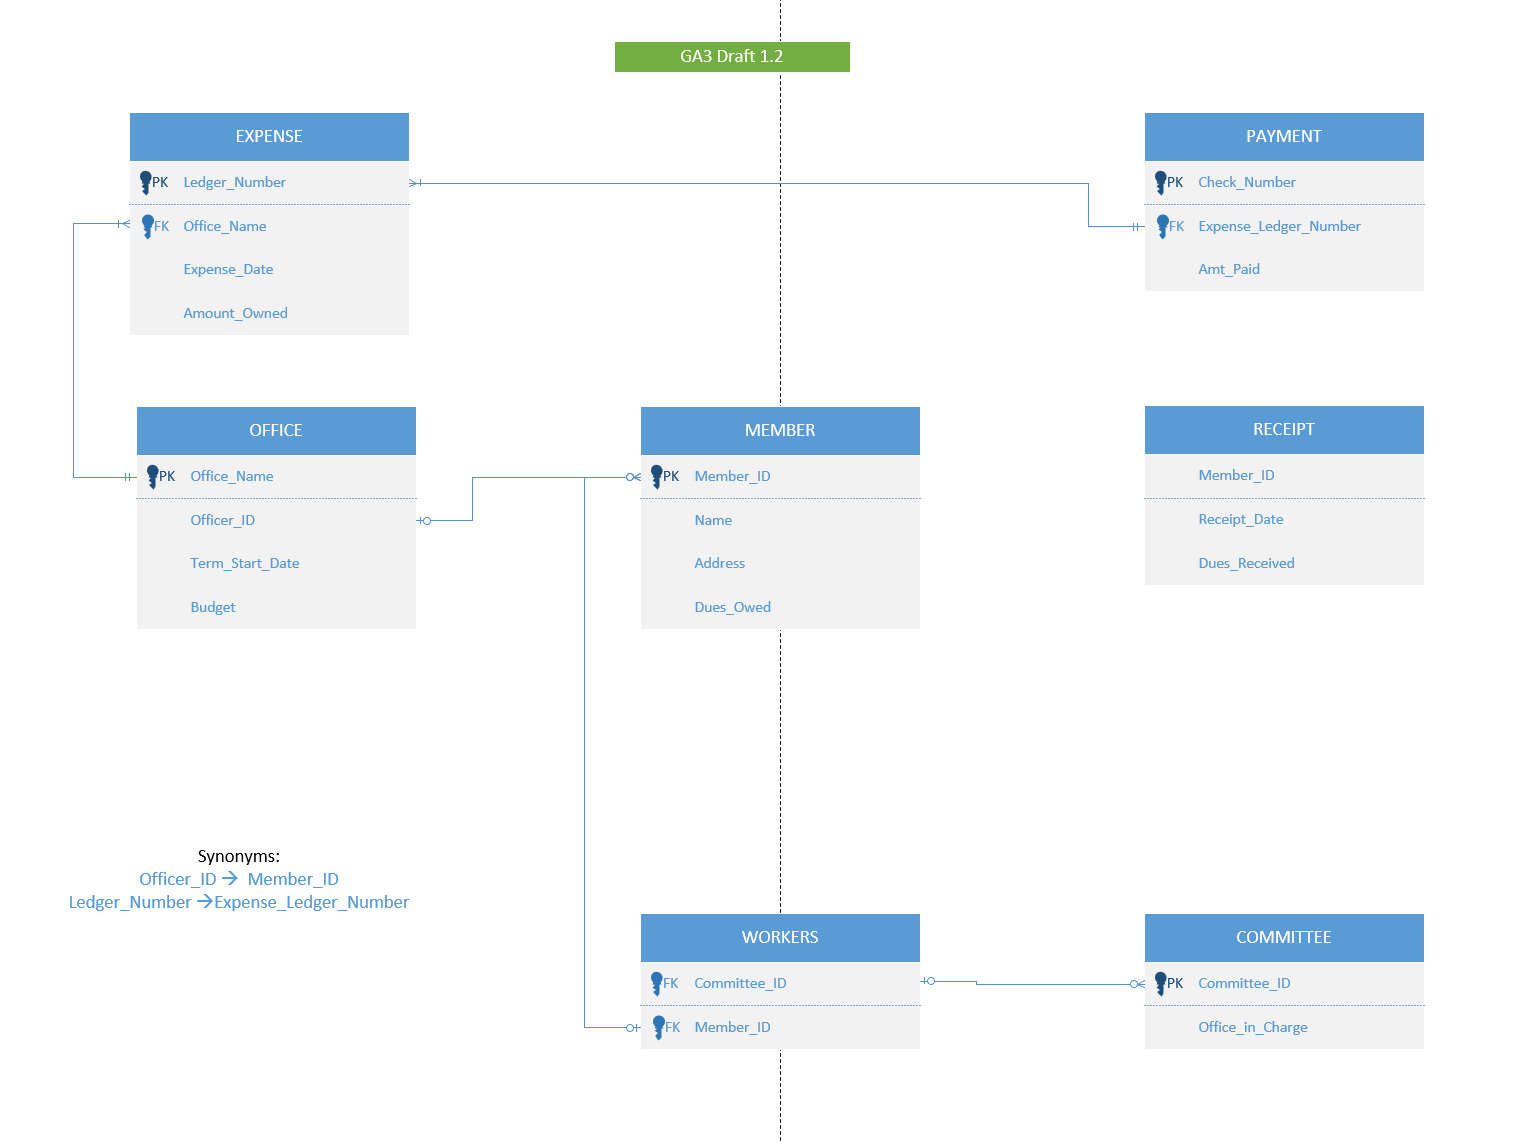 GA3 Draft 1.2
EXPENSE
PK Ledger_Number
FK Office_Name
Expense_Date
Amount_Owned
PAYMENT
PK Check_Number
FK Expense_Ledger_Number
Amt_Paid
OFFICE
PK Office_Name
Officer_ID
Term_Start_Date
Budget
MEMBER
PK Member_ID
Name
Address
Dues_Owed
RECEIPT
Member_ID
Receipt_Date
Dues_Received
Synonyms:
Officer_ID → Member_ID
Ledger_Number →Expense_Ledger_Number
WORKERS
FK Committee_ID
FK Member_ID
COMMITTEE
PK Committee_ID
Office_in_Charge